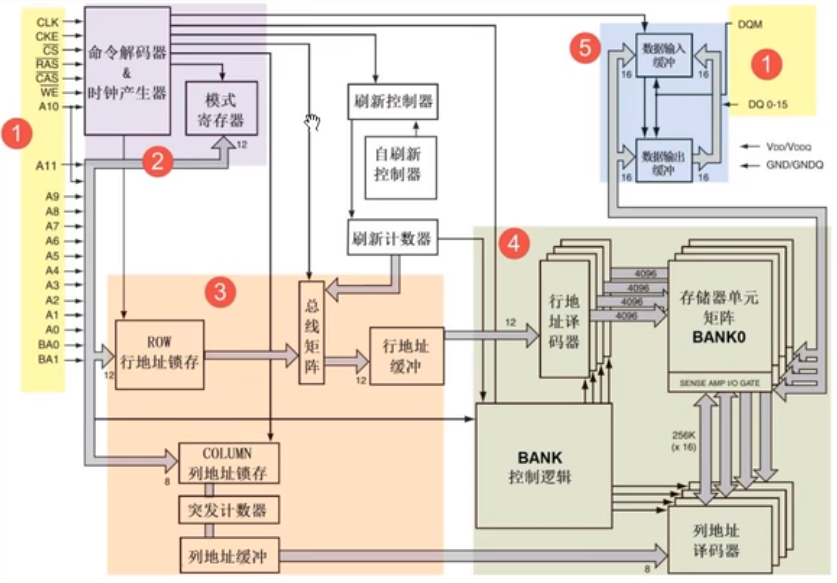 CLK
CKE
CS
RAS
CAS
WE
A10
A11
A9
A8
A7
A6
A5
A4
A3
A2
A1
A0
BA0
BA1
1
命令解码器
&
时钟产生器
模式
寄存器
12
2
刷新控制器
自刷新
控制器
刷新计数器
5
数据输入
缓冲
16
16
数据输出
缓冲
16
16
DQM
1
DQ 0-15
VDD/VDDQ
GND/GNDQ
3
ROW
行地址锁存
12
总
线
矩
阵
12
行地址
缓冲
COLUMN
列地址锁存
8
突发计数器
列地址缓冲
4
12
行地
址译
码器
4096
4096
4096
4096
存储器单元
矩阵
BANK0
SENSE AMP I/O GATE
BANK
控制逻辑
256K
(x 16)
列地址
译码器
8